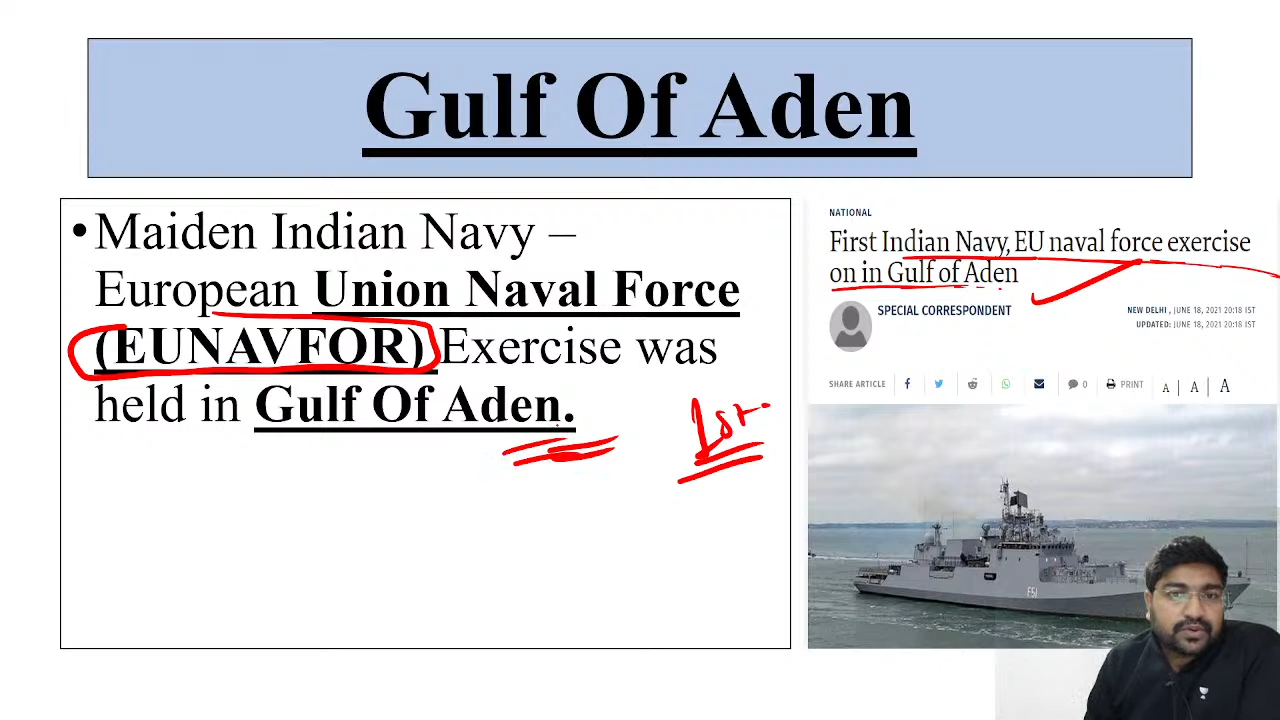 Gulf Of Aden
•Maiden Indian Navy –
European Union Naval Force
(EUNAVFOR) Exercise was
held in Gulf Of Aden.
1st
NATIONAL
First Indian Navy, EU naval force exercise
on in Gulf of Aden
SPECIAL CORRESPONDENT
NEW DELHI , JUNE 18, 2021 20:18 IST
UPDATED: JUNE 18, 2021 20:18 IST
SHARE ARTICLE 0 PRINT A | A | A
F51